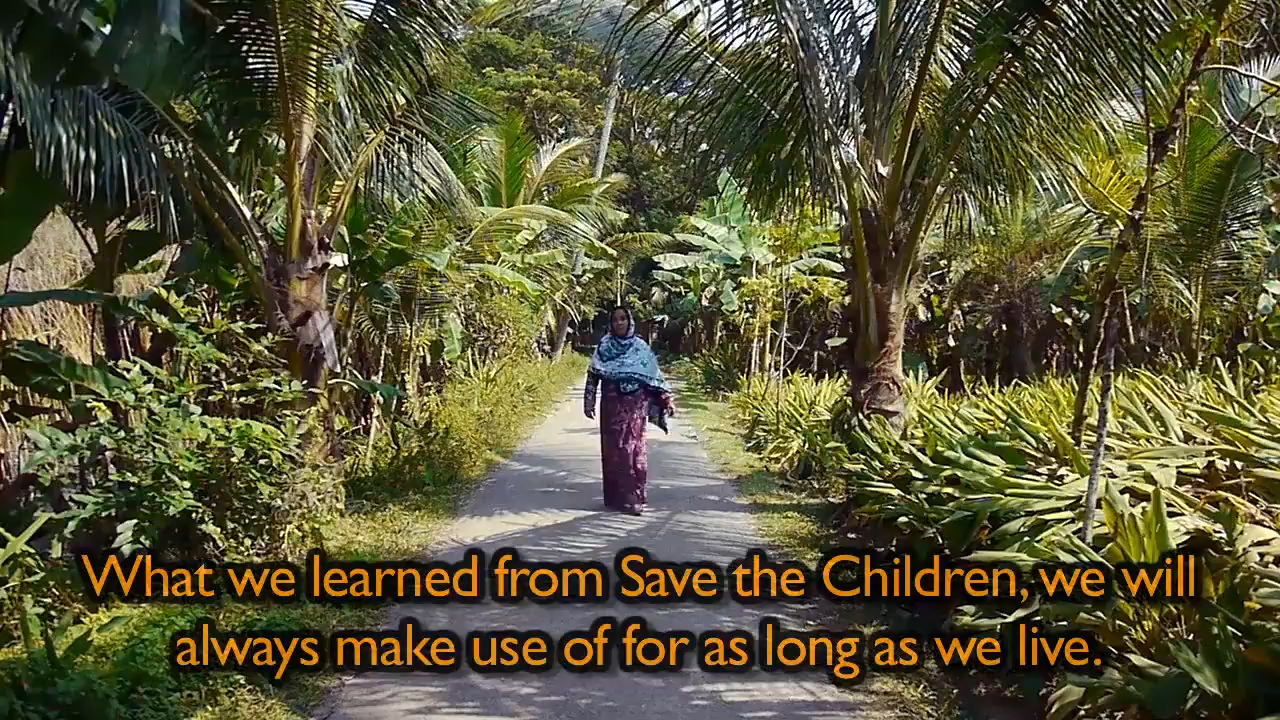 What we learned from Save the Children, we will
always make use of for as long as we live.